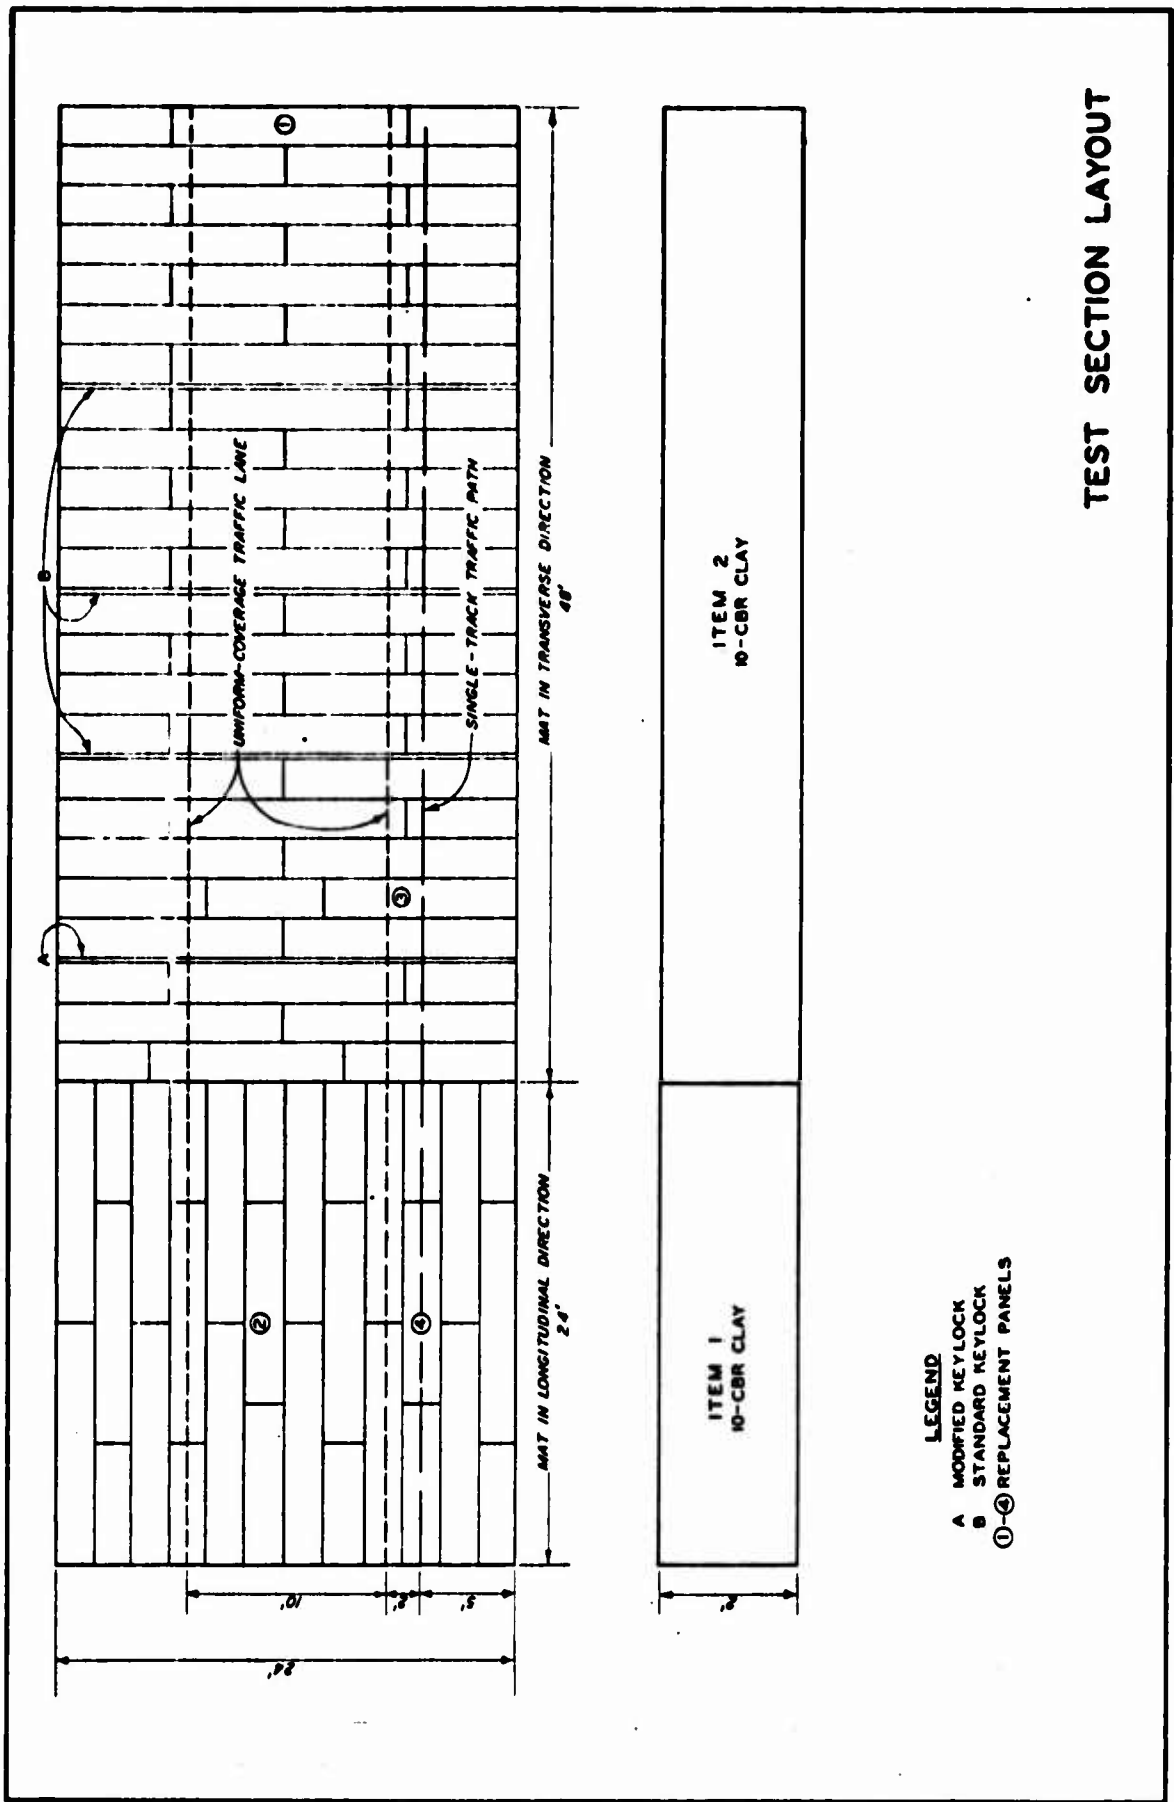 A
B
①
UNIFORM-COVERAGE TRAFFIC LANE
SINGLE-TRACK TRAFFIC PATH
③
②
④
24'
10'
2'
5'
MAT IN LONGITUDINAL DIRECTION
24'
MAT IN TRANSVERSE DIRECTION
48'
2'
ITEM 1
10-CBR CLAY
ITEM 2
10-CBR CLAY
LEGEND
A MODIFIED KEYLOCK
B STANDARD KEYLOCK
①-④ REPLACEMENT PANELS
TEST SECTION LAYOUT